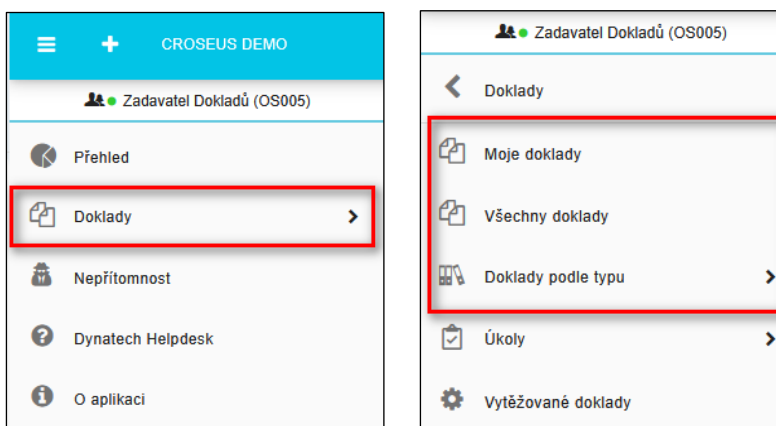 CROSEUS DEMO
Zadavatel Dokladů (OS005)
Přehled
Doklady
Nepřítomnost
Dynatech Helpdesk
O aplikaci
Zadavatel Dokladů (OS005)
Doklady
Moje doklady
Všechny doklady
Doklady podle typu
Úkoly
Vytěžované doklady